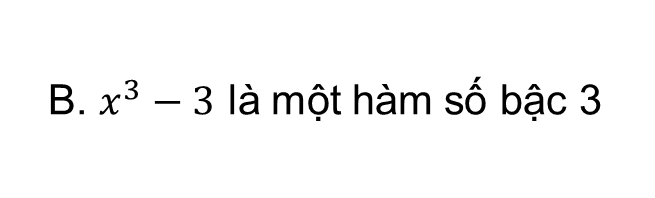 B. $x^3 - 3$ là một hàm số bậc 3